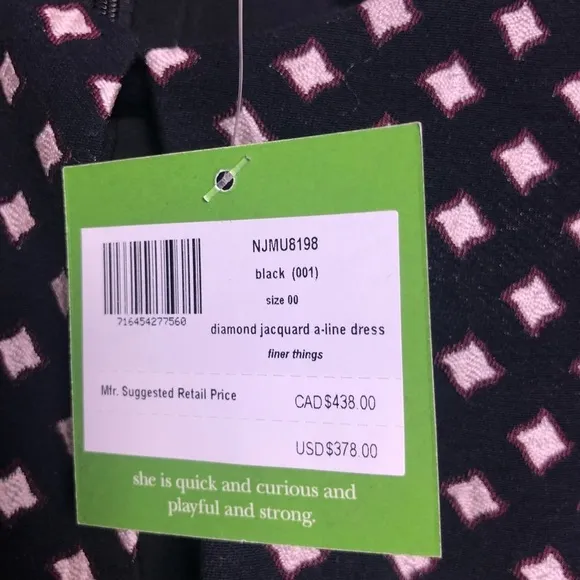 NJMU8198
black (001)
size 00
716454277560
diamond jacquard a-line dress
finer things
Mfr. Suggested Retail Price
CAD$438.00
USD$378.00
she is quick and curious and
playful and strong.